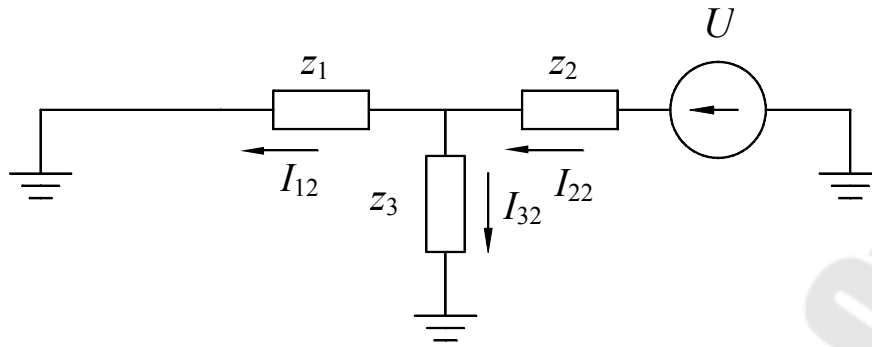 U
z₁
z₂
I₁₂
I₂₂
z₃
I₃₂